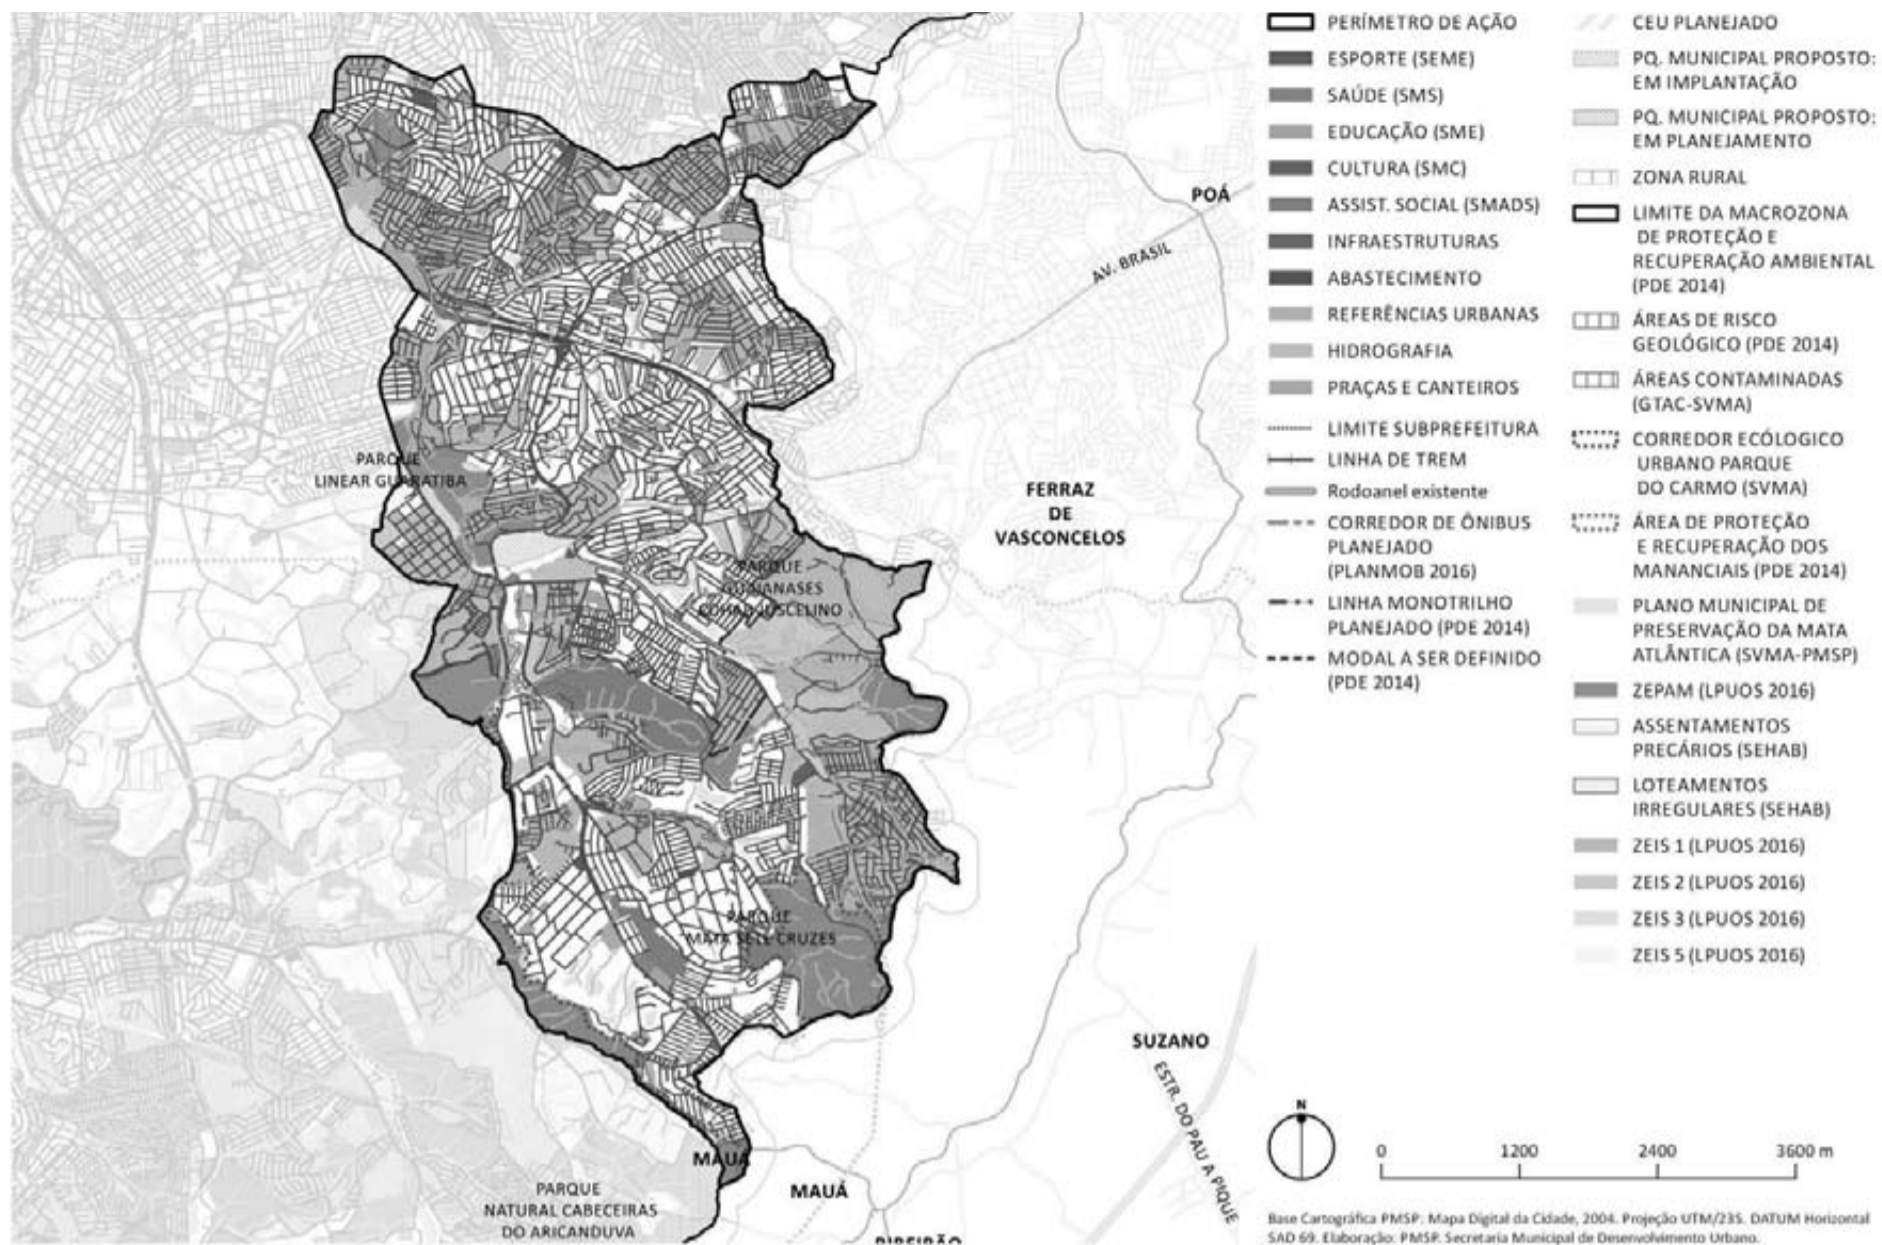 POÁ
AV. BRASIL
PARQUE
LINEAR GUARATIBA
FERRAZ
DE
VASCONCELOS
PARQUE
GUAIANASES
COHAB JUSCELINO
PARQUE
MATA SETE CRUZES
SUZANO
ESTR. DO PAU A PIQUE
MAUÁ
MAUÁ
PARQUE
NATURAL CABECEIRAS
DO ARICANDUVA
RIBEIRÃO
PERÍMETRO DE AÇÃO
ESPORTE (SEME)
SAÚDE (SMS)
EDUCAÇÃO (SME)
CULTURA (SMC)
ASSIST. SOCIAL (SMADS)
INFRAESTRUTURAS
ABASTECIMENTO
REFERÊNCIAS URBANAS
HIDROGRAFIA
PRAÇAS E CANTEIROS
LIMITE SUBPREFEITURA
LINHA DE TREM
Rodoanel existente
CORREDOR DE ÔNIBUS
PLANEJADO
(PLANMOB 2016)
LINHA MONOTRILHO
PLANEJADO (PDE 2014)
MODAL A SER DEFINIDO
(PDE 2014)
CEU PLANEJADO
PQ. MUNICIPAL PROPOSTO:
EM IMPLANTAÇÃO
PQ. MUNICIPAL PROPOSTO:
EM PLANEJAMENTO
ZONA RURAL
LIMITE DA MACROZONA
DE PROTEÇÃO E
RECUPERAÇÃO AMBIENTAL
(PDE 2014)
ÁREAS DE RISCO
GEOLÓGICO (PDE 2014)
ÁREAS CONTAMINADAS
(GTAC-SVMA)
CORREDOR ECÓLOGICO
URBANO PARQUE
DO CARMO (SVMA)
ÁREA DE PROTEÇÃO
E RECUPERAÇÃO DOS
MANANCIAIS (PDE 2014)
PLANO MUNICIPAL DE
PRESERVAÇÃO DA MATA
ATLÂNTICA (SVMA-PMSP)
ZEPAM (LPUOS 2016)
ASSENTAMENTOS
PRECÁRIOS (SEHAB)
LOTEAMENTOS
IRREGULARES (SEHAB)
ZEIS 1 (LPUOS 2016)
ZEIS 2 (LPUOS 2016)
ZEIS 3 (LPUOS 2016)
ZEIS 5 (LPUOS 2016)
N
0 1200 2400 3600 m
Base Cartográfica PMSP: Mapa Digital da Cidade, 2004. Projeção UTM/23S. DATUM Horizontal
SAD 69. Elaboração: PMSP. Secretaria Municipal de Desenvolvimento Urbano.